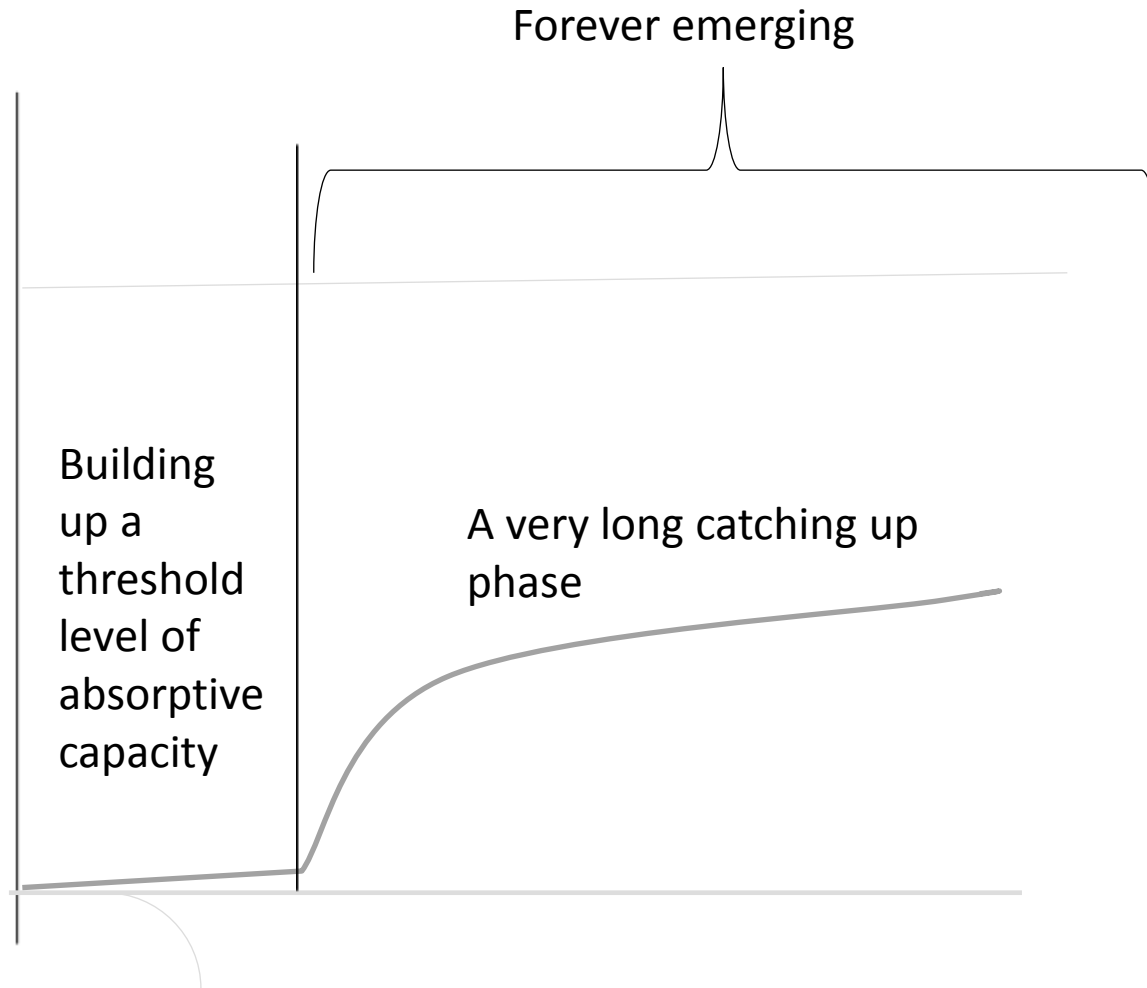 Forever emerging
Building
up a
threshold
level of
absorptive
capacity
A very long catching up
phase